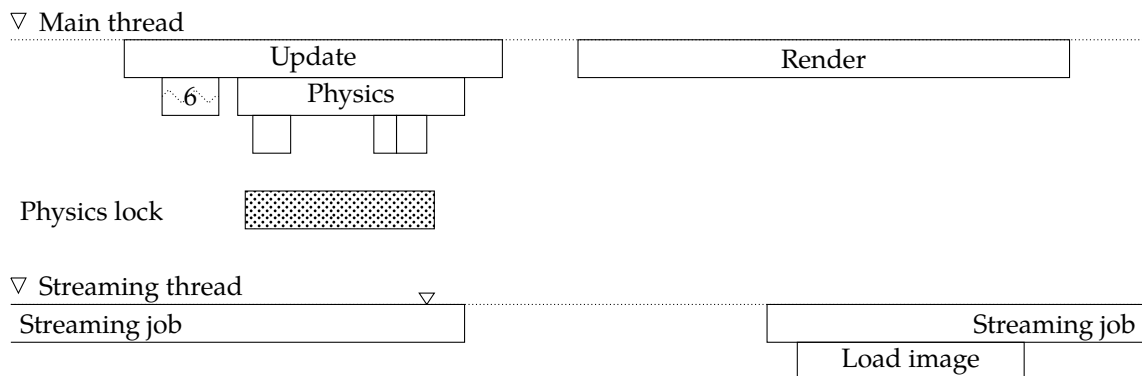 ▽ Main thread
Update
Render
6
Physics
Physics lock
▽ Streaming thread
Streaming job
Streaming job
Load image